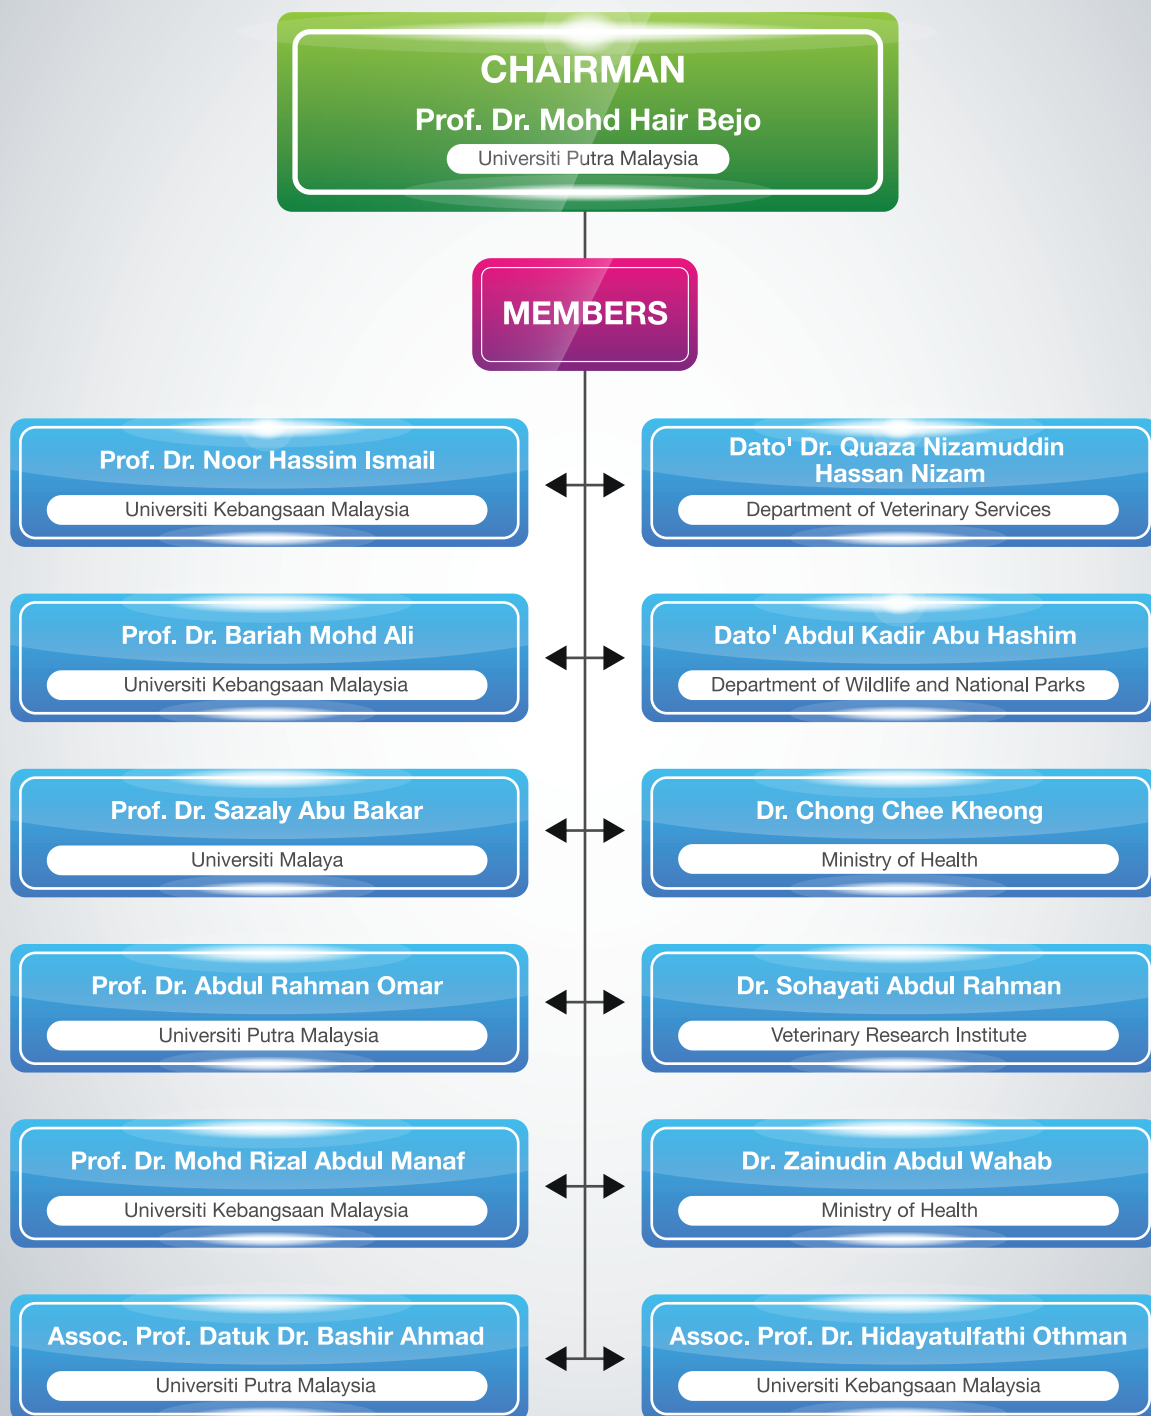 CHAIRMAN
Prof. Dr. Mohd Hair Bejo
Universiti Putra Malaysia
MEMBERS
Prof. Dr. Noor Hassim Ismail
Universiti Kebangsaan Malaysia
Dato' Dr. Quaza Nizamuddin
Hassan Nizam
Department of Veterinary Services
Prof. Dr. Bariah Mohd Ali
Universiti Kebangsaan Malaysia
Dato' Abdul Kadir Abu Hashim
Department of Wildlife and National Parks
Prof. Dr. Sazaly Abu Bakar
Universiti Malaya
Dr. Chong Chee Kheong
Ministry of Health
Prof. Dr. Abdul Rahman Omar
Universiti Putra Malaysia
Dr. Sohayati Abdul Rahman
Veterinary Research Institute
Prof. Dr. Mohd Rizal Abdul Manaf
Universiti Kebangsaan Malaysia
Dr. Zainudin Abdul Wahab
Ministry of Health
Assoc. Prof. Datuk Dr. Bashir Ahmad
Universiti Putra Malaysia
Assoc. Prof. Dr. Hidayatulfathi Othman
Universiti Kebangsaan Malaysia